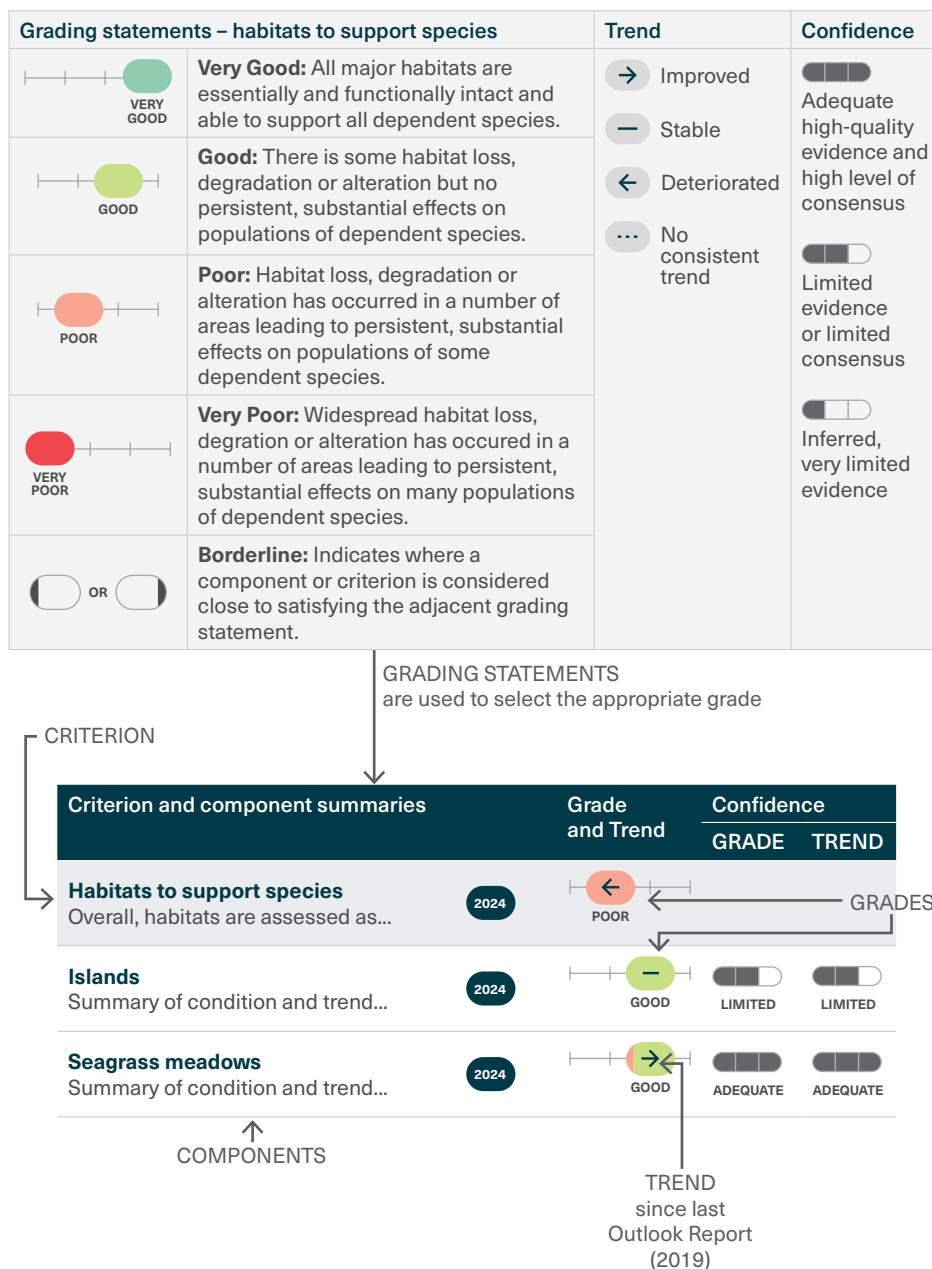 Grading statements – habitats to support species
Trend
Confidence
VERY
GOOD
Very Good: All major habitats are
essentially and functionally intact and
able to support all dependent species.
GOOD
Good: There is some habitat loss,
degradation or alteration but no
persistent, substantial effects on
populations of dependent species.
POOR
Poor: Habitat loss, degradation or
alteration has occurred in a number of
areas leading to persistent, substantial
effects on populations of some
dependent species.
VERY
POOR
Very Poor: Widespread habitat loss,
degration or alteration has occured in a
number of areas leading to persistent,
substantial effects on many populations
of dependent species.
OR
Borderline: Indicates where a
component or criterion is considered
close to satisfying the adjacent grading
statement.
Improved
Stable
Deteriorated
No
consistent
trend
Adequate
high-quality
evidence and
high level of
consensus
Limited
evidence
or limited
consensus
Inferred,
very limited
evidence
GRADING STATEMENTS
are used to select the appropriate grade
CRITERION
Criterion and component summaries
Grade
and Trend
Confidence
GRADE
TREND
Habitats to support species
Overall, habitats are assessed as...
2024
POOR
GRADES
Islands
Summary of condition and trend...
2024
GOOD
LIMITED
LIMITED
Seagrass meadows
Summary of condition and trend...
2024
GOOD
ADEQUATE
ADEQUATE
COMPONENTS
TREND
since last
Outlook Report
(2019)